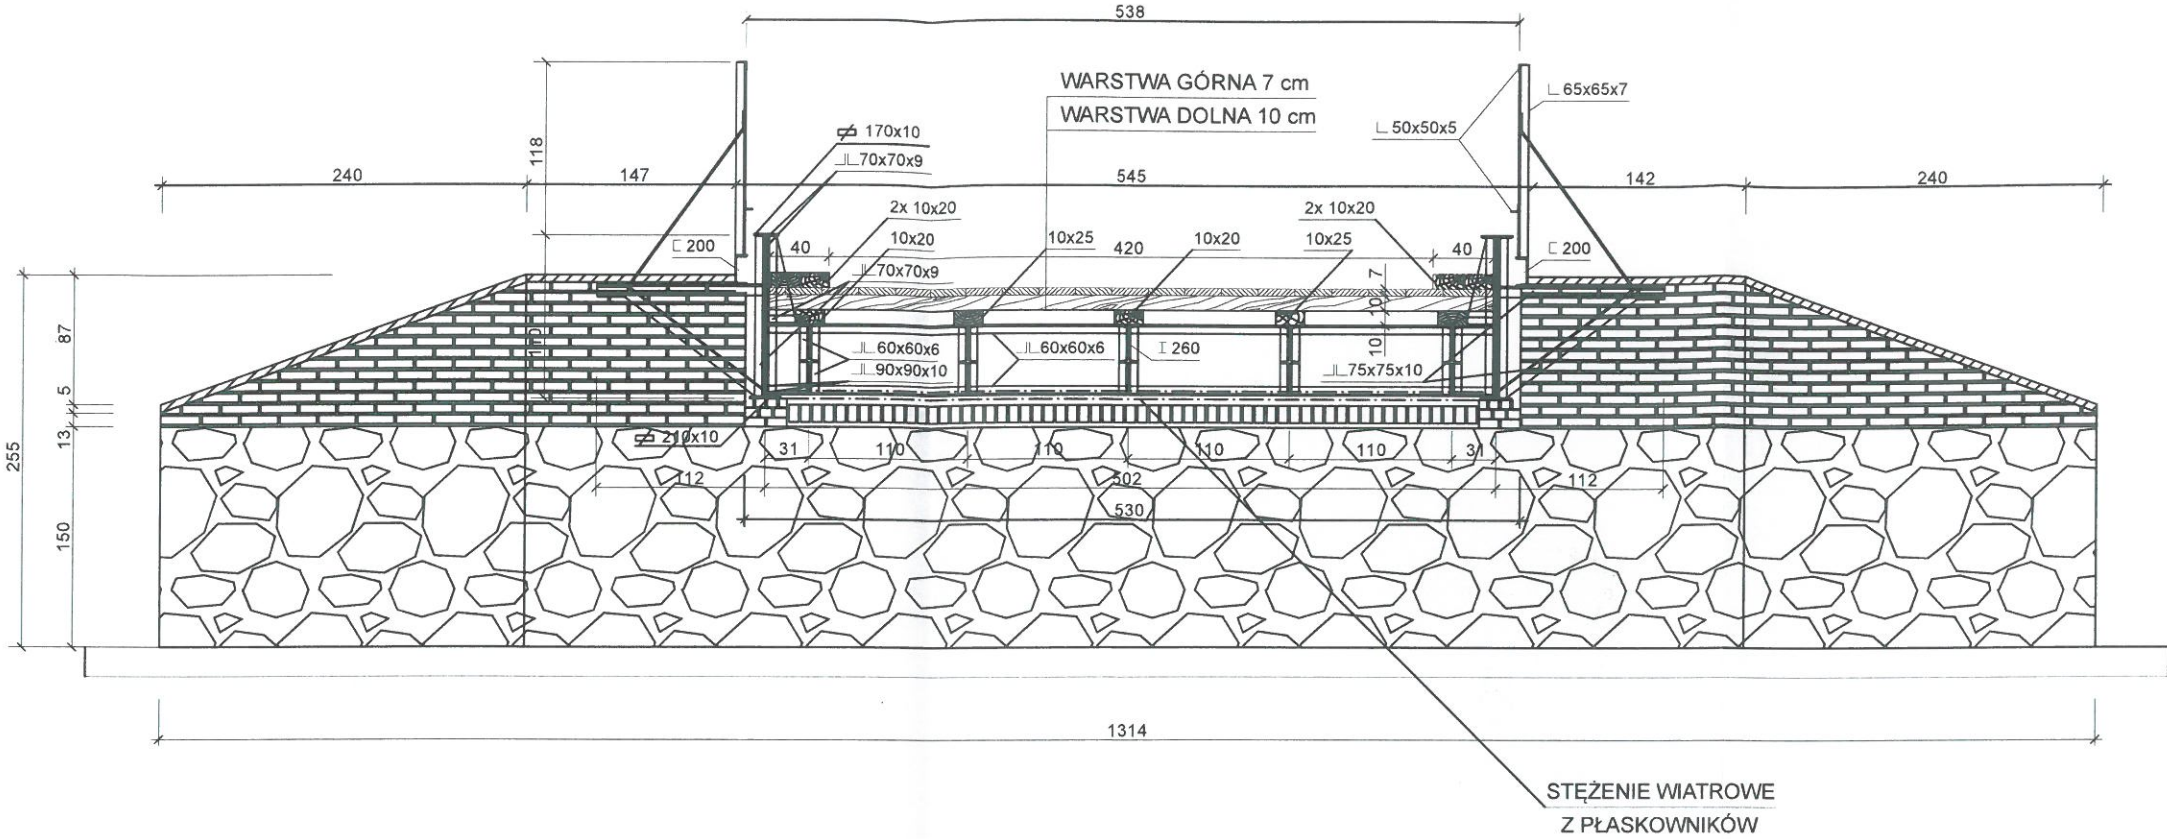 538
WARSTWA GÓRNA 7 cm
WARSTWA DOLNA 10 cm
65x65x7
50x50x5
170x10
70x70x9
118
240
147
545
142
240
2x 10x20
2x 10x20
200
40
10x20
10x25
420
10x20
10x25
40
200
70x70x9
7
10
87
110
60x60x6
60x60x6
260
10
90x90x10
75x75x10
5
13
210x10
31
110
110
110
110
31
255
112
502
112
530
150
1314
STĘŻENIE WIATROWE
Z PŁASKOWNIKÓW